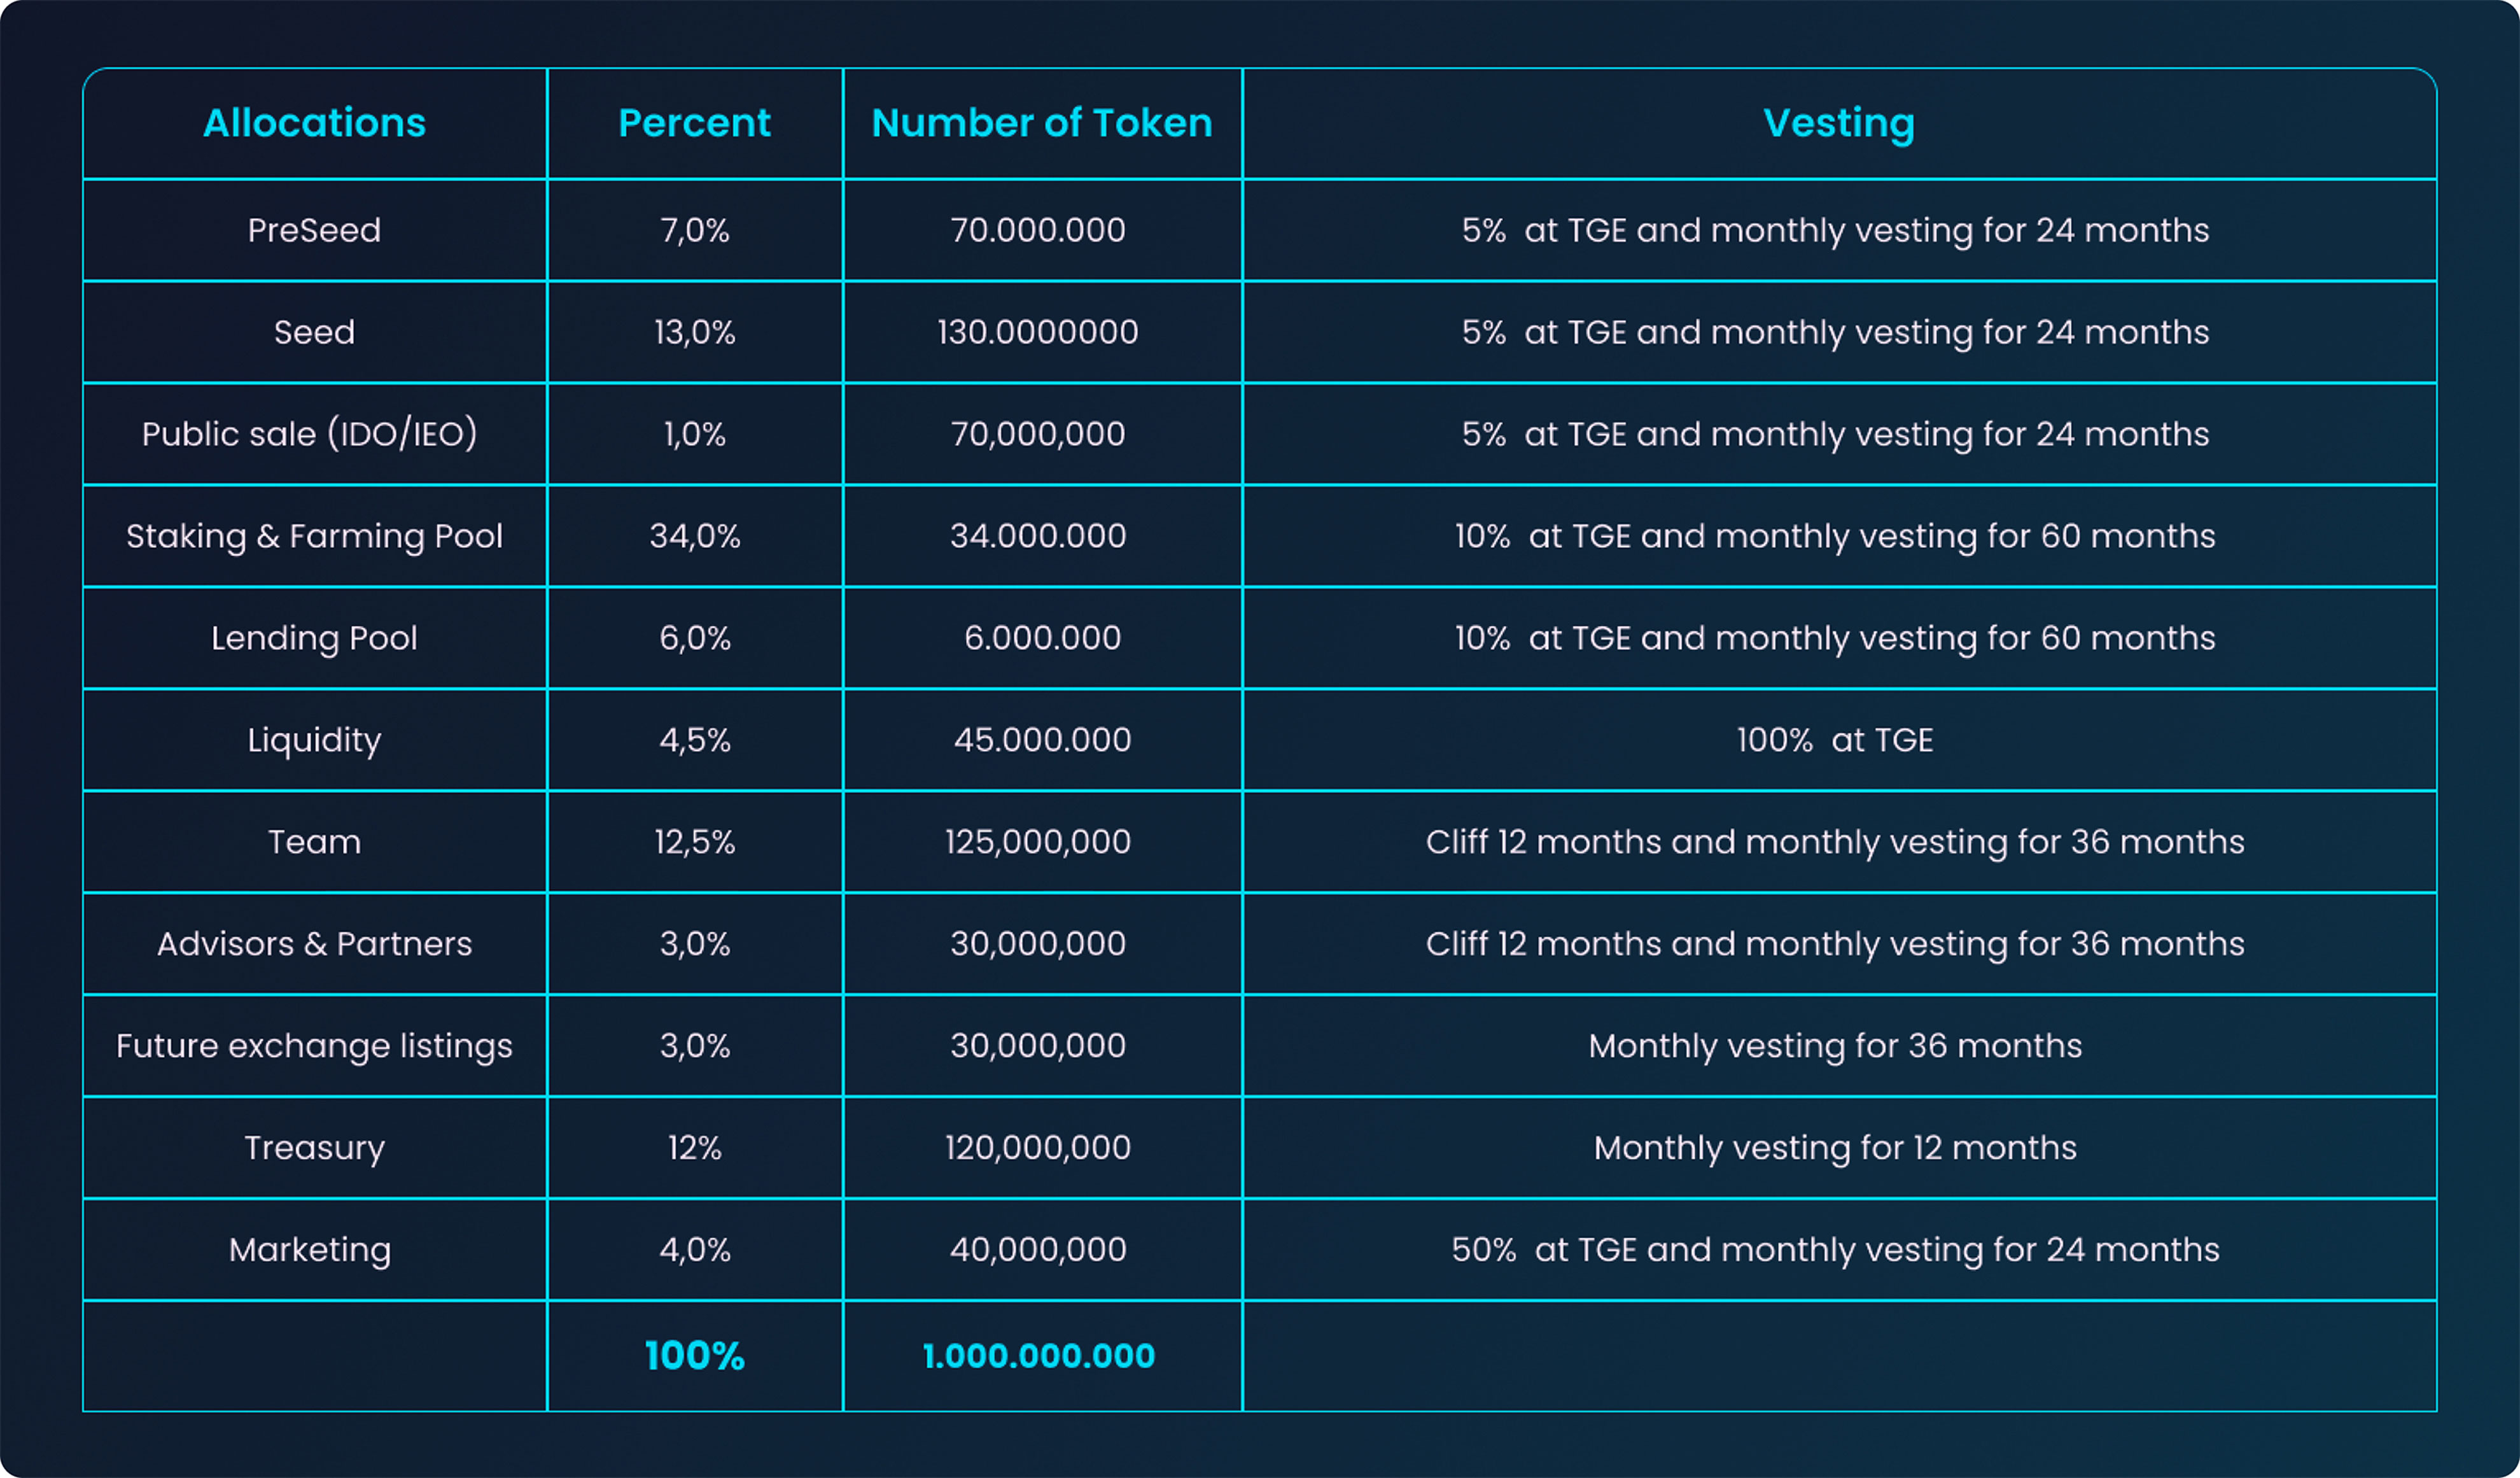 Allocations Percent Number of Token Vesting
PreSeed 7,0% 70.000.000 5% at TGE and monthly vesting for 24 months
Seed 13,0% 130.0000000 5% at TGE and monthly vesting for 24 months
Public sale (IDO/IEO) 1,0% 70,000,000 5% at TGE and monthly vesting for 24 months
Staking & Farming Pool 34,0% 34.000.000 10% at TGE and monthly vesting for 60 months
Lending Pool 6,0% 6.000.000 10% at TGE and monthly vesting for 60 months
Liquidity 4,5% 45.000.000 100% at TGE
Team 12,5% 125,000,000 Cliff 12 months and monthly vesting for 36 months
Advisors & Partners 3,0% 30,000,000 Cliff 12 months and monthly vesting for 36 months
Future exchange listings 3,0% 30,000,000 Monthly vesting for 36 months
Treasury 12% 120,000,000 Monthly vesting for 12 months
Marketing 4,0% 40,000,000 50% at TGE and monthly vesting for 24 months
100% 1.000.000.000